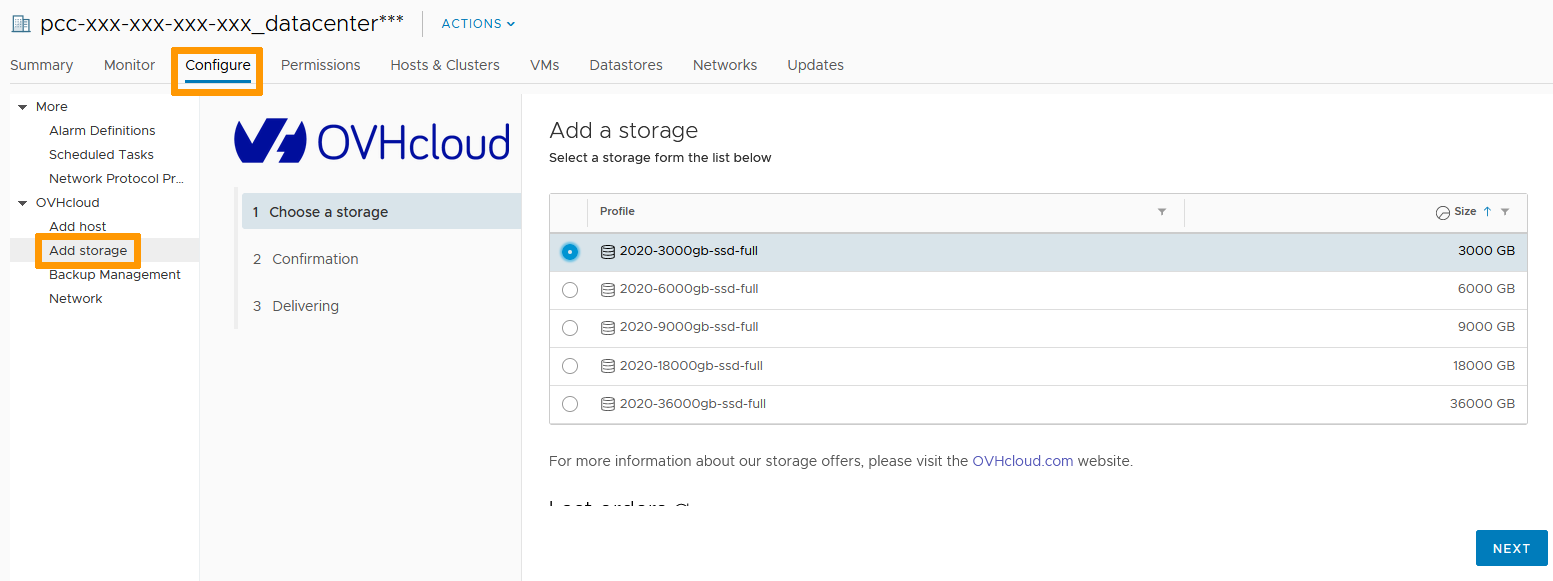 pcc-xxx-xxx-xxx-xxx_datacenter*** ACTIONS
Summary Monitor Configure Permissions Hosts & Clusters VMs Datastores Networks Updates
More
Alarm Definitions
Scheduled Tasks
Network Protocol Pr...
OVHcloud
Add host
Add storage
Backup Management
Network
OVHcloud
1 Choose a storage
2 Confirmation
3 Delivering
Add a storage
Select a storage form the list below
Profile Size
2020-3000gb-ssd-full 3000 GB
2020-6000gb-ssd-full 6000 GB
2020-9000gb-ssd-full 9000 GB
2020-18000gb-ssd-full 18000 GB
2020-36000gb-ssd-full 36000 GB
For more information about our storage offers, please visit the OVHcloud.com website.
NEXT